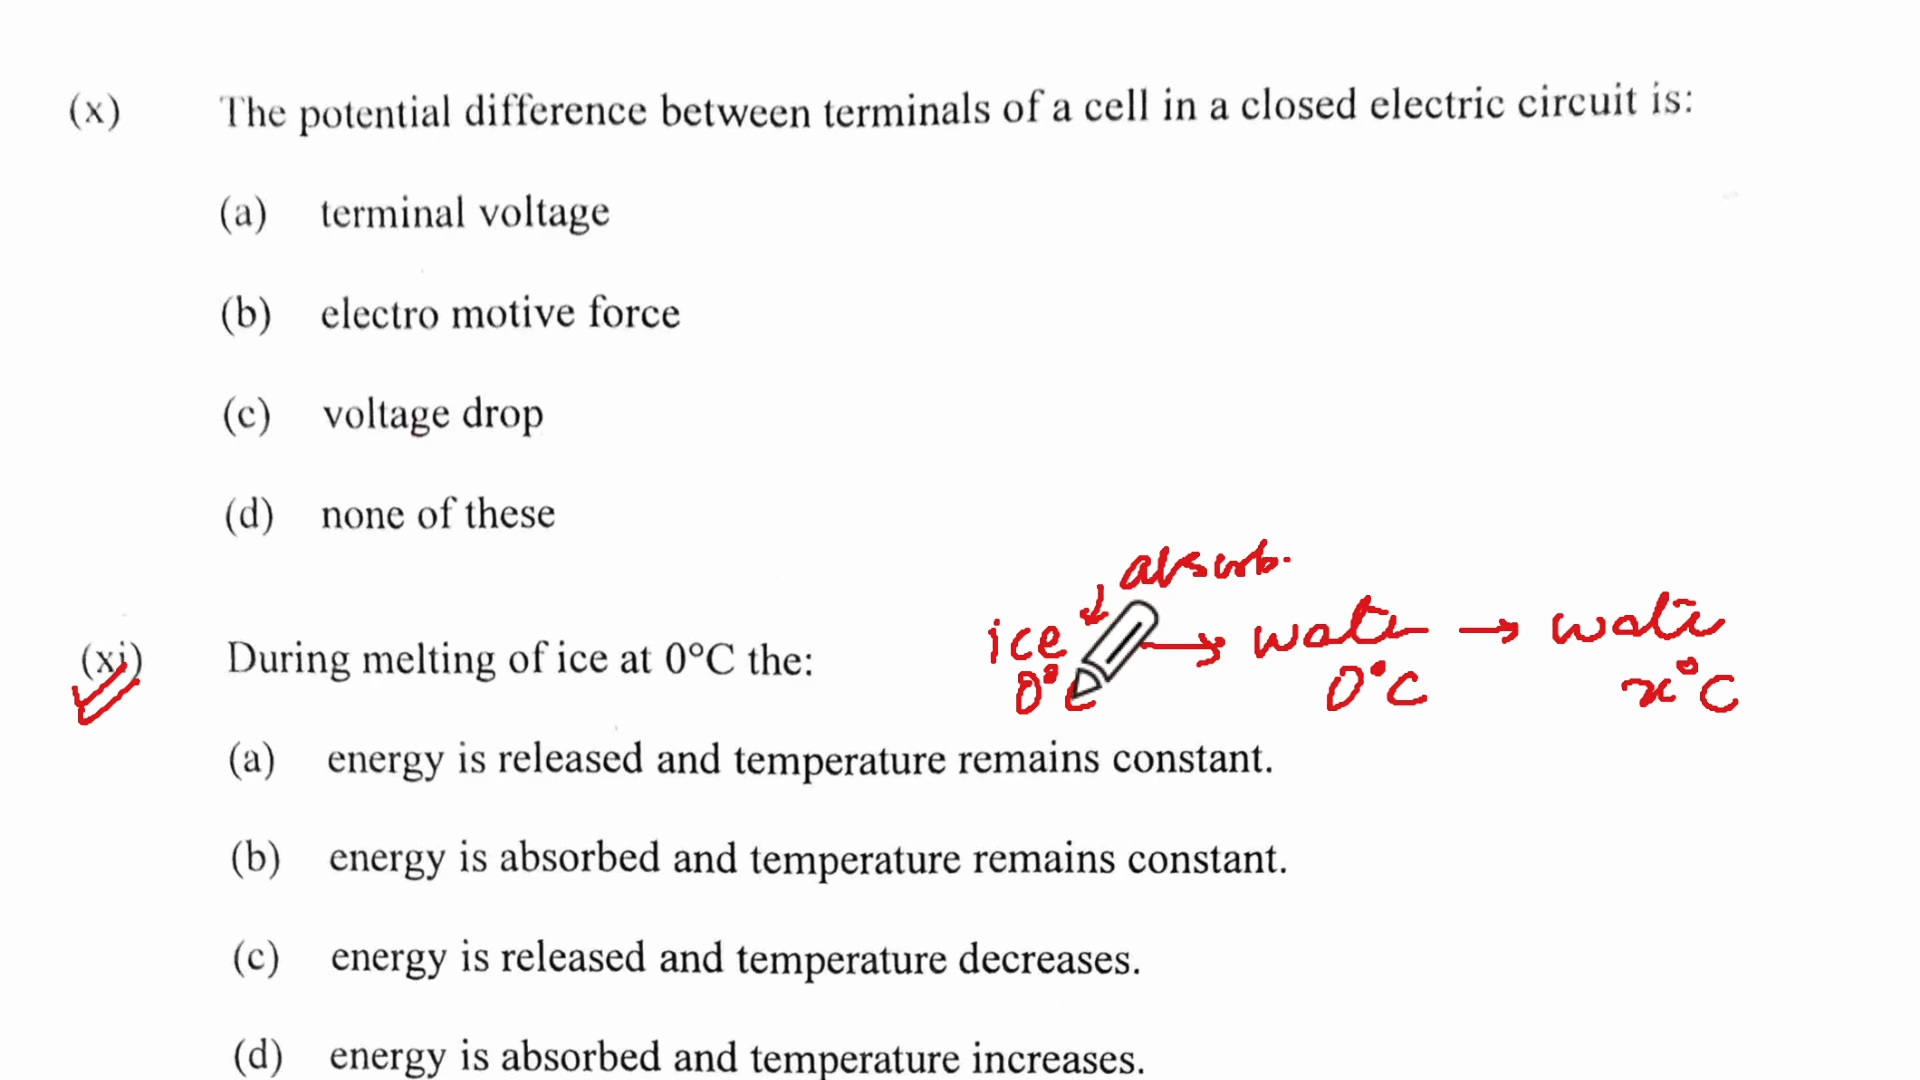 (x) The potential difference between terminals of a cell in a closed electric circuit is:
(a) terminal voltage
(b) electro motive force
(c) voltage drop
(d) none of these
absorb.
(xi) During melting of ice at 0°C the:
ice → water → water
0°C 0°C x°C
(a) energy is released and temperature remains constant.
(b) energy is absorbed and temperature remains constant.
(c) energy is released and temperature decreases.
(d) energy is absorbed and temperature increases.